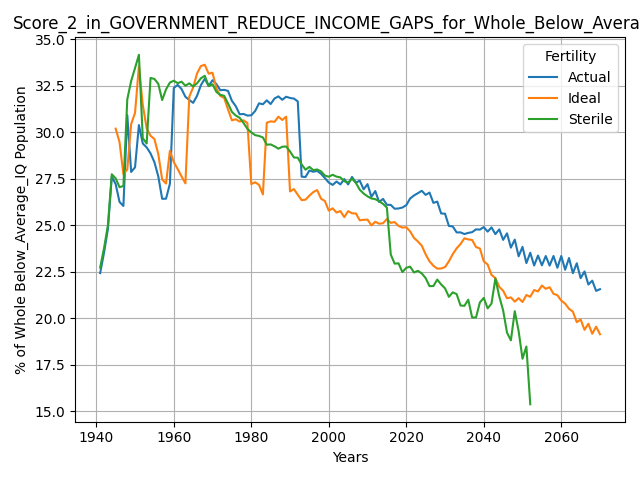 Score_2_in_GOVERNMENT_REDUCE_INCOME_GAPS_for_Whole_Below_Avera
35.0
32.5
30.0
27.5
25.0
22.5
20.0
17.5
15.0
% of Whole Below_Average_IQ Population
Fertility
Actual
Ideal
Sterile
1940 1960 1980 2000 2020 2040 2060
Years